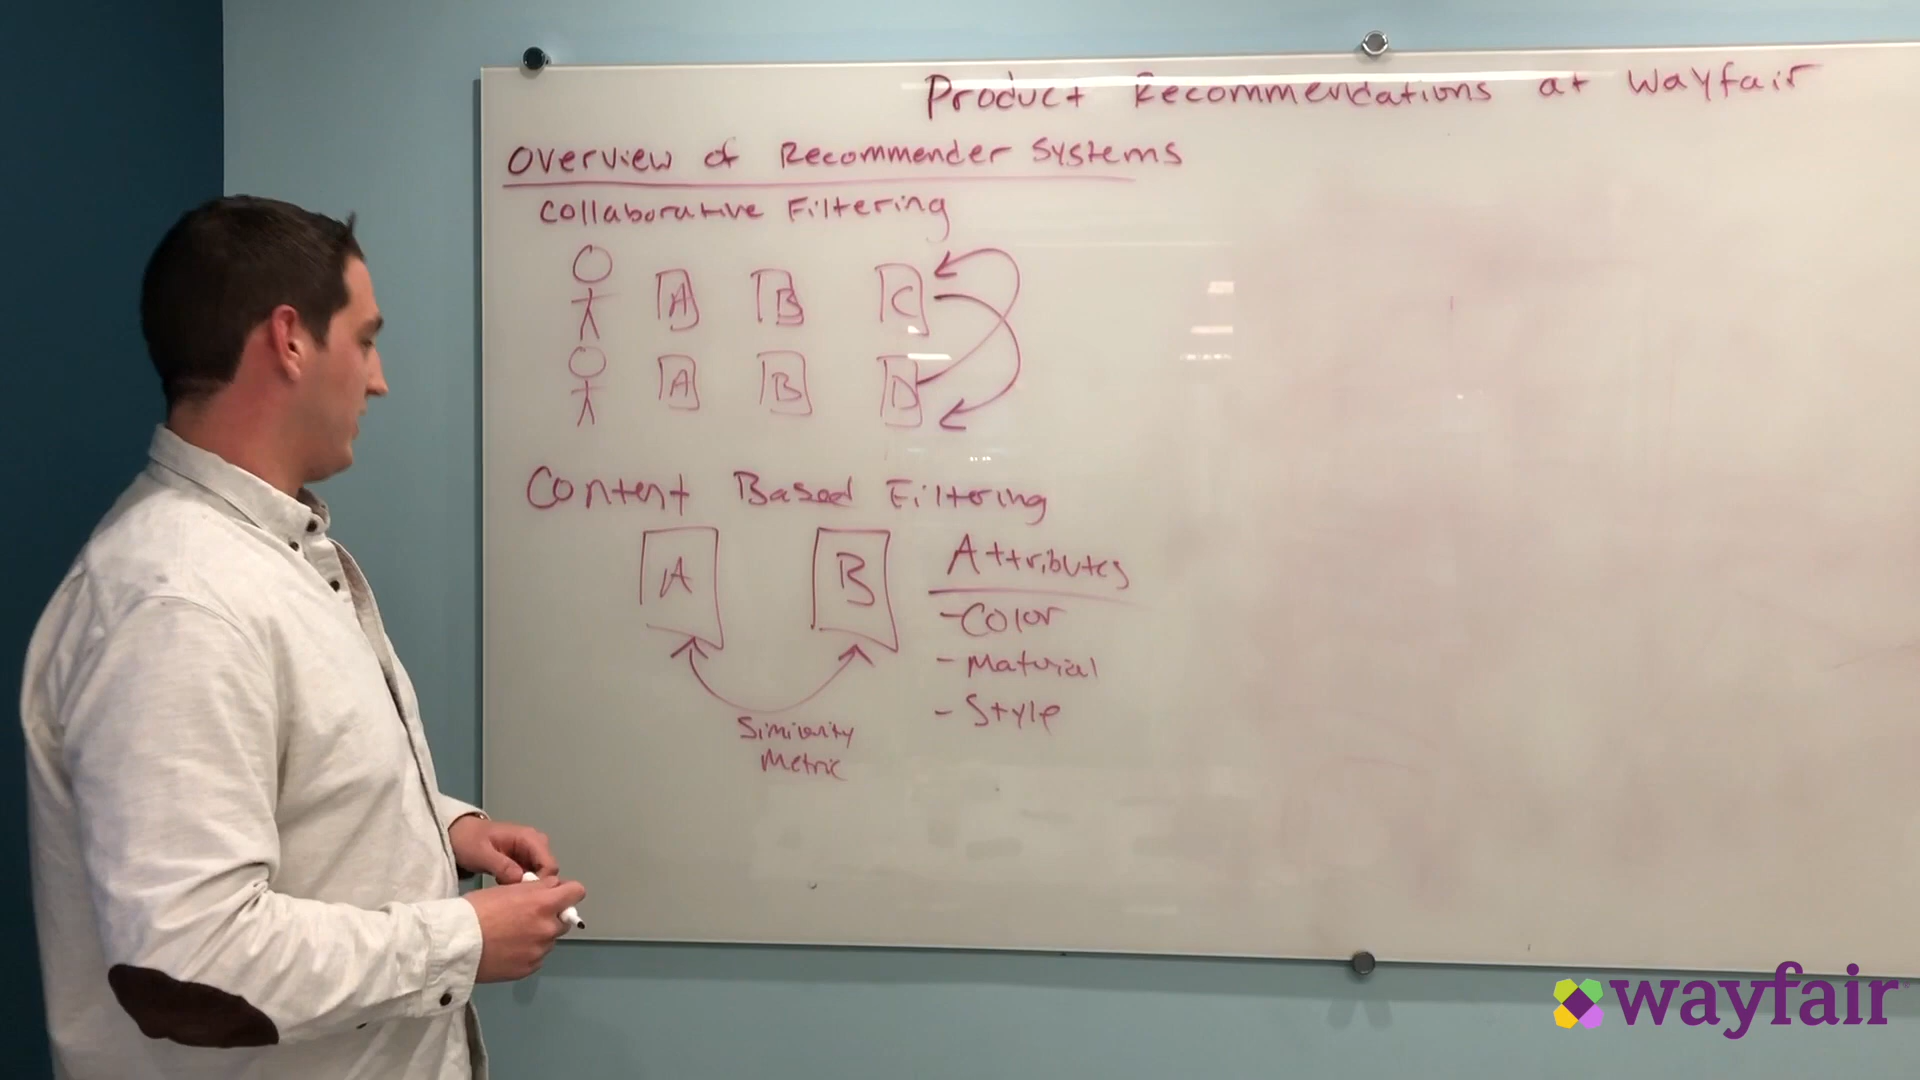 Product Recommendations at Wayfair
Overview of Recommender Systems
Collaborative Filtering
A B C
A B D
Content Based Filtering
A B
Attributes
- Color
- Material
- Style
Similarity
Metric
wayfair